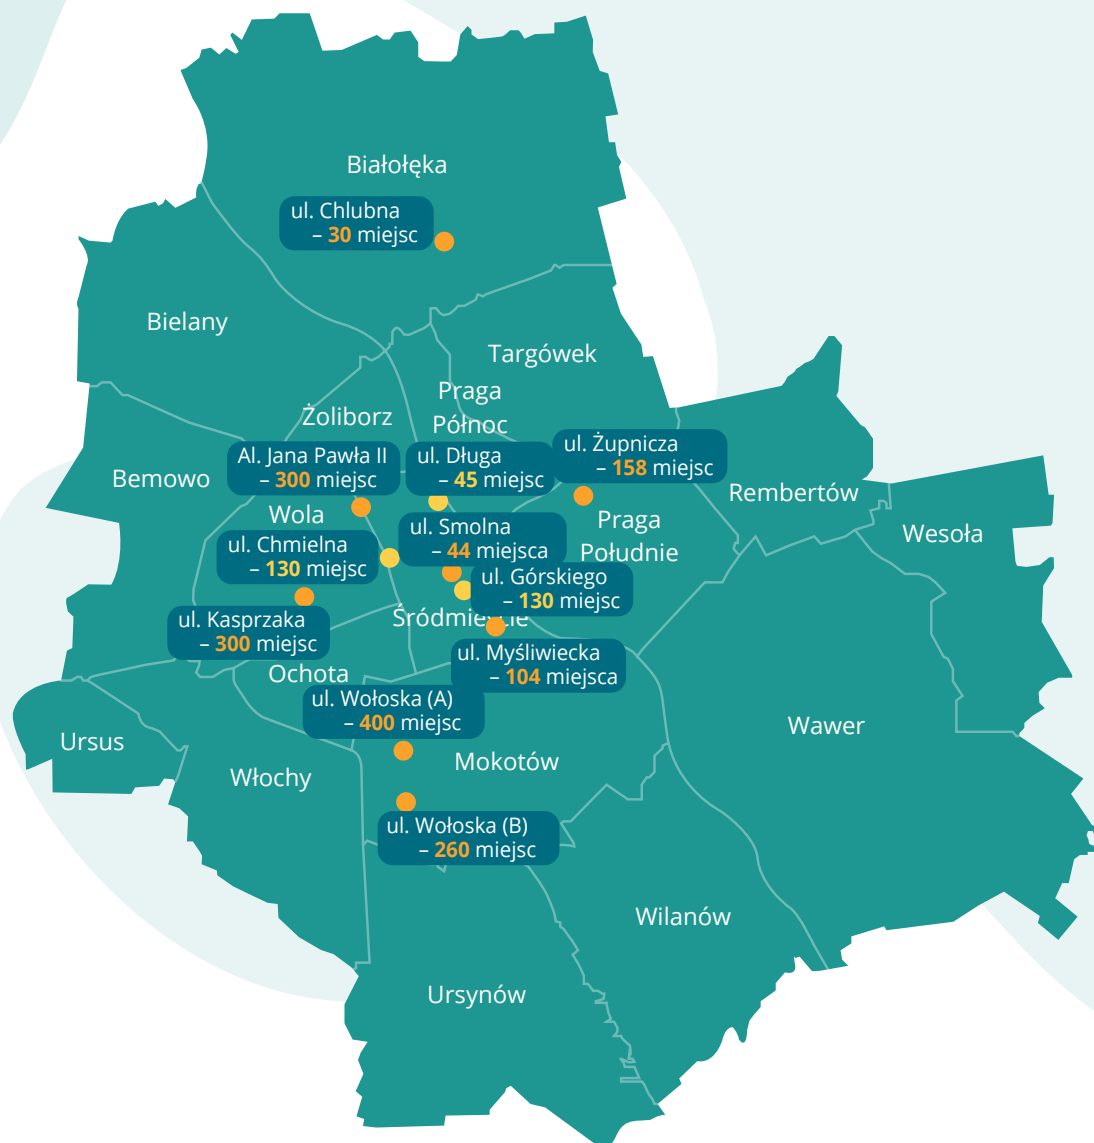 Białołęka
ul. Chlubna
– 30 miejsc
Bielany
Targówek
Praga
Północ
Żoliborz
ul. Żupnicza
– 158 miejsc
Al. Jana Pawła II
– 300 miejsc
ul. Długa
– 45 miejsc
Bemowo
Rembertów
Wola
Praga
Południe
Wesoła
ul. Smolna
– 44 miejsca
ul. Chmielna
– 130 miejsc
ul. Górskiego
– 130 miejsc
Śródmieście
ul. Kasprzaka
– 300 miejsc
ul. Myśliwiecka
– 104 miejsca
Ochota
ul. Wołoska (A)
– 400 miejsc
Wawer
Ursus
Włochy
Mokotów
ul. Wołoska (B)
– 260 miejsc
Wilanów
Ursynów